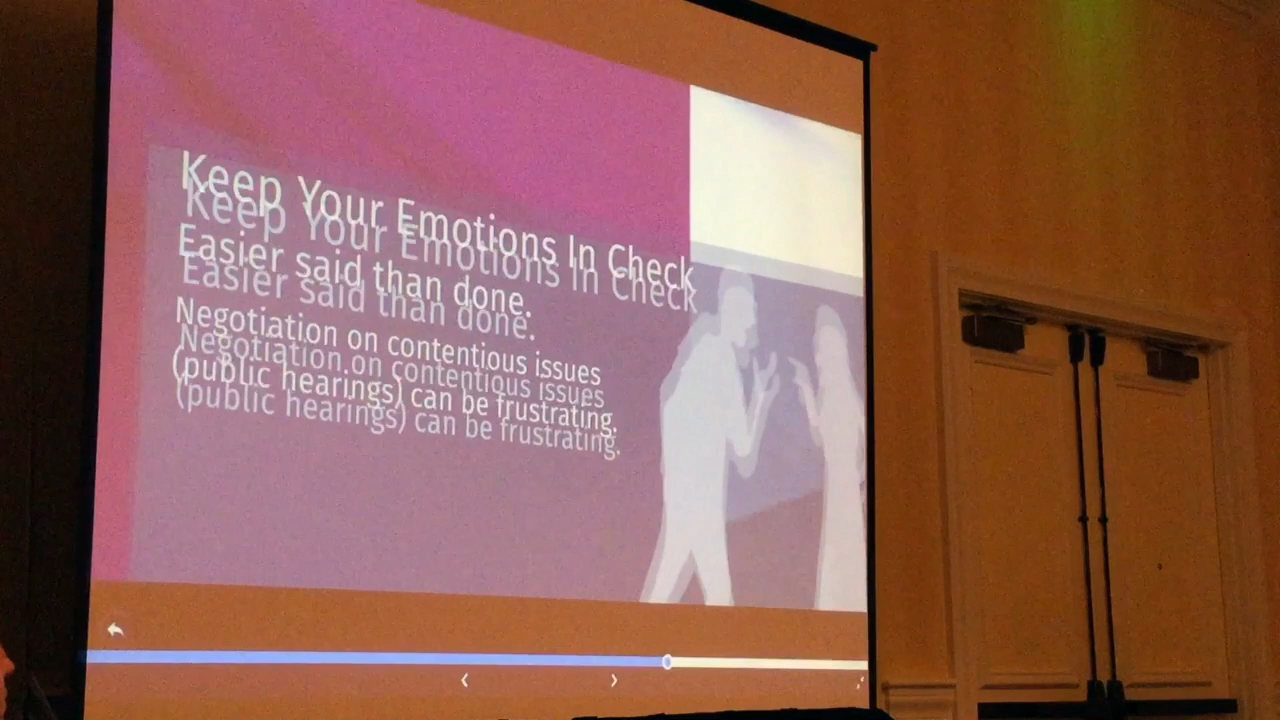 Keep Your Emotions In Check
Easier said than done.
Negotiation on contentious issues
(public hearings) can be frustrating.